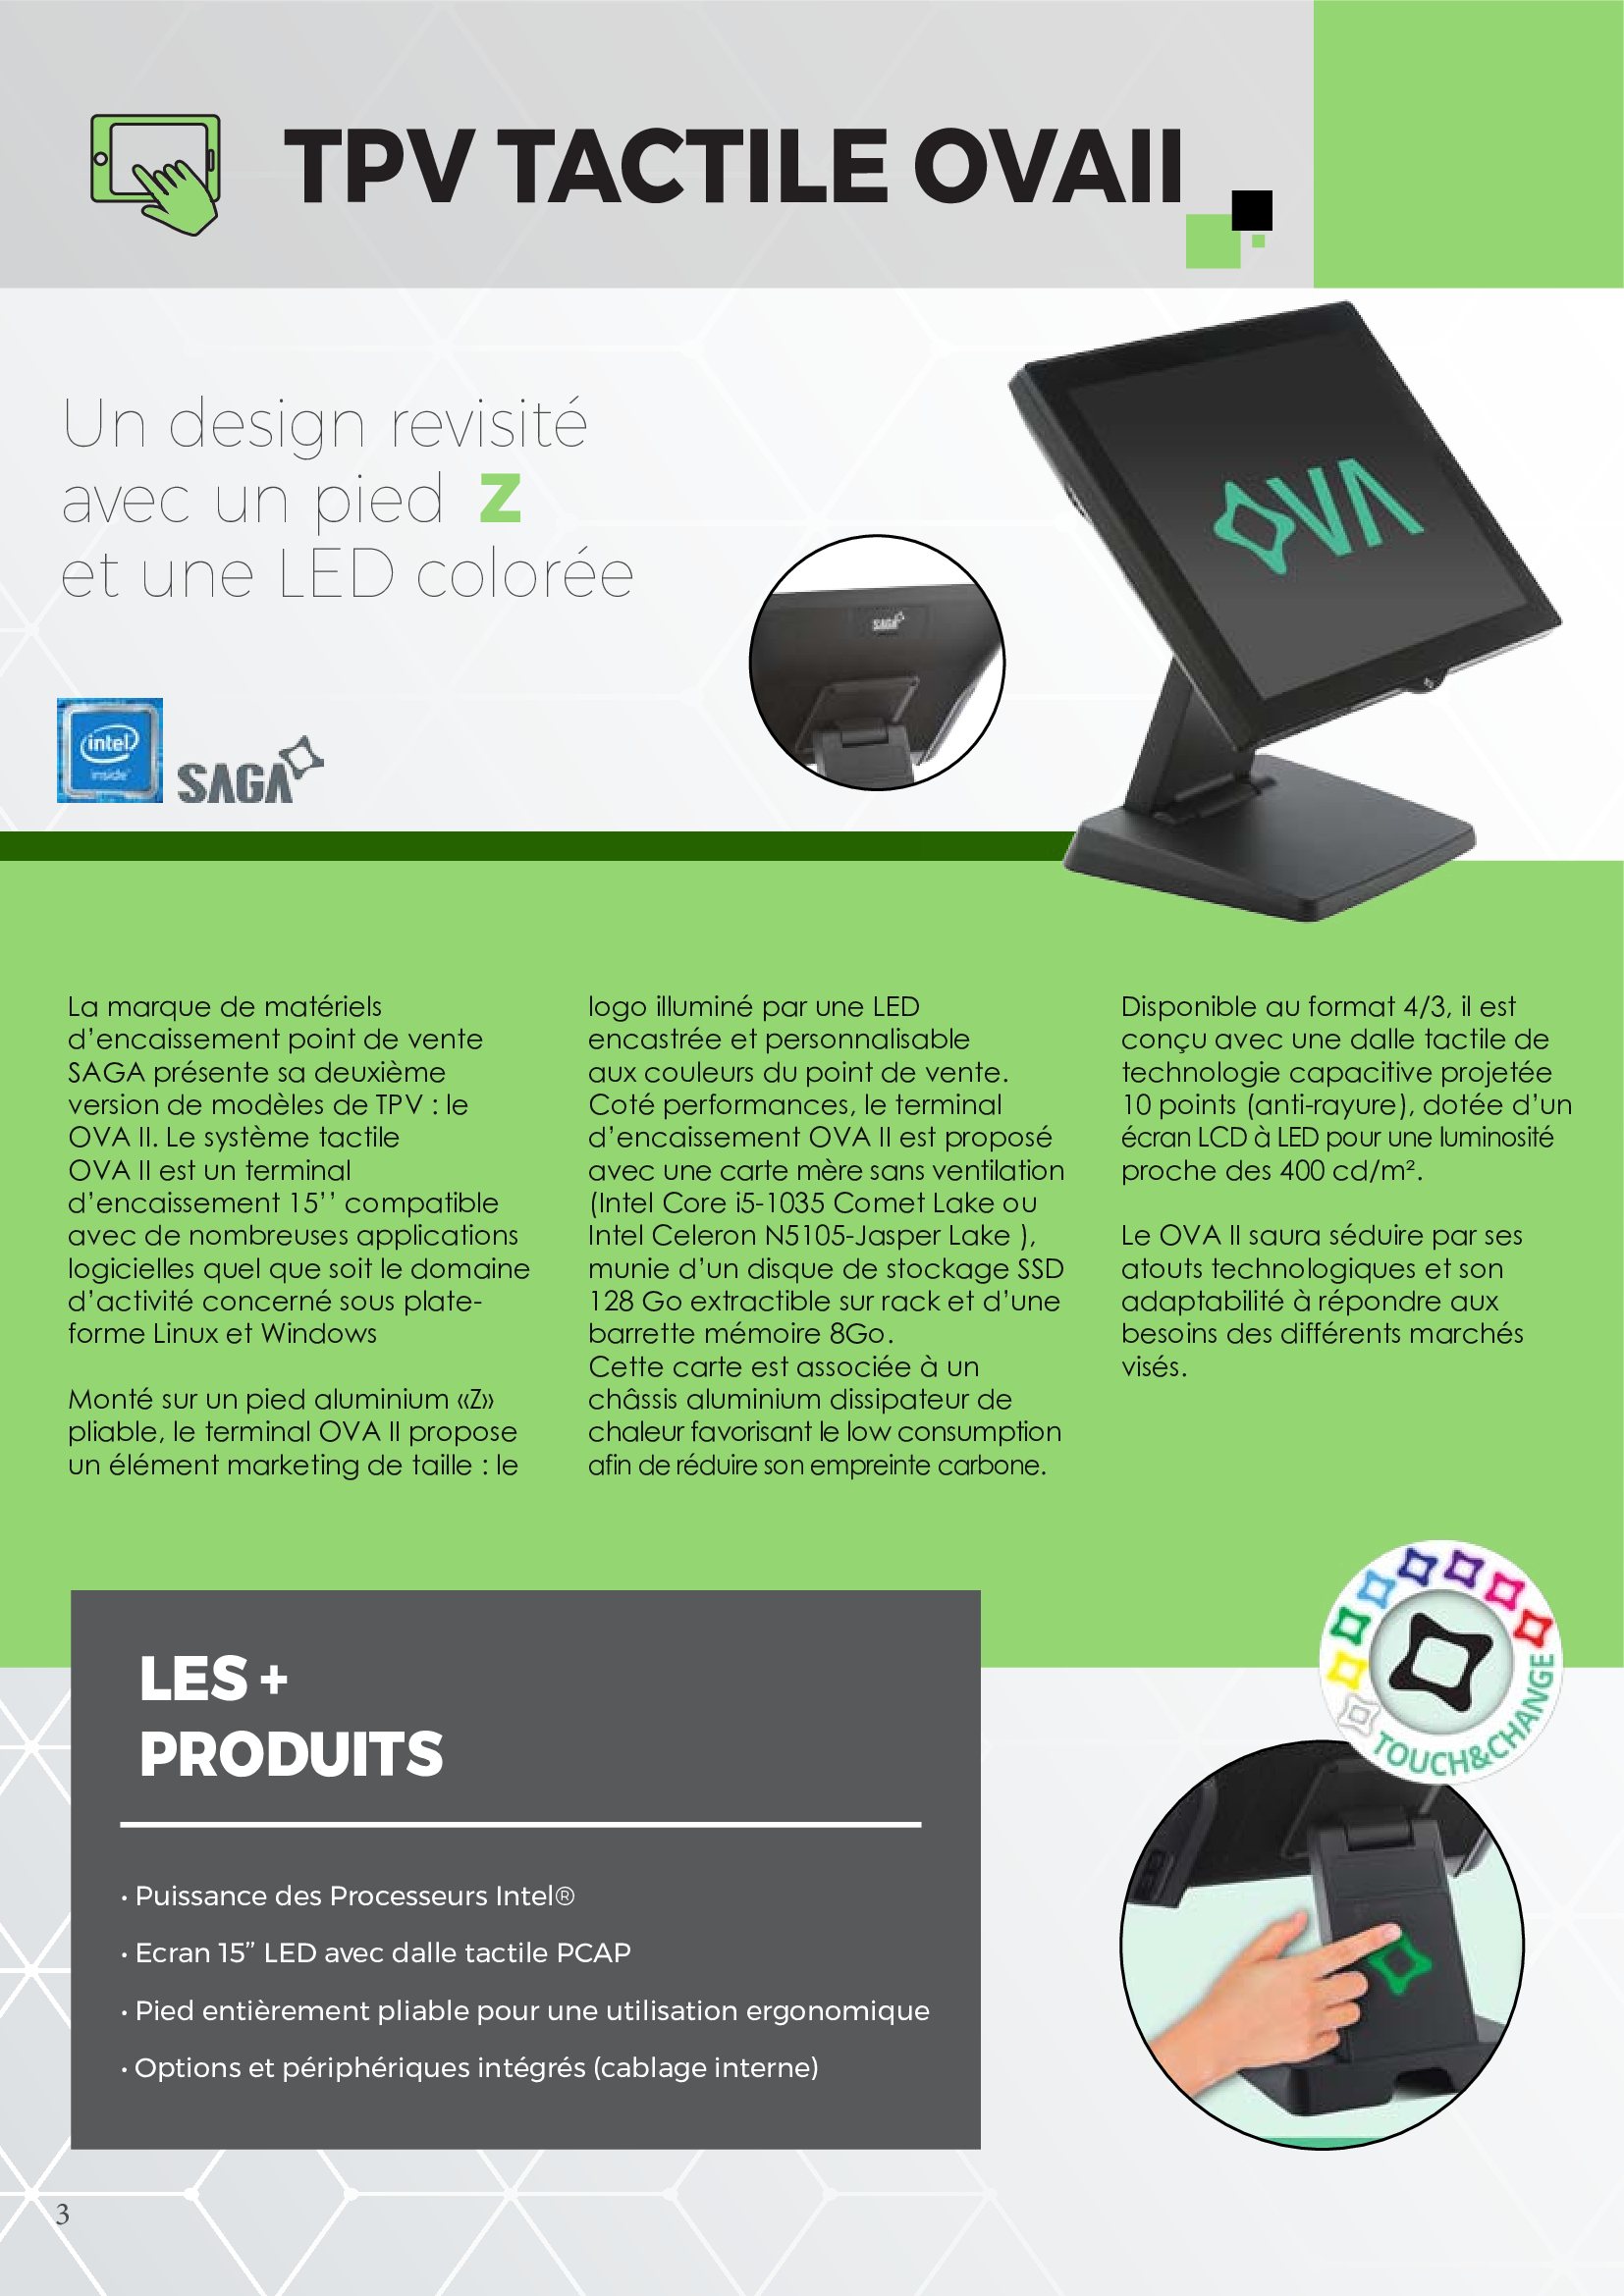 TPV TACTILE OVAII
Un design revisité
avec un pied Z
et une LED colorée
OVA
SAGA
intel
inside
SAGA
La marque de matériels
d’encaissement point de vente
SAGA présente sa deuxième
version de modèles de TPV : le
OVA II. Le système tactile
OVA II est un terminal
d’encaissement 15’’ compatible
avec de nombreuses applications
logicielles quel que soit le domaine
d’activité concerné sous plate-
forme Linux et Windows
Monté sur un pied aluminium «Z»
pliable, le terminal OVA II propose
un élément marketing de taille : le
logo illuminé par une LED
encastrée et personnalisable
aux couleurs du point de vente.
Coté performances, le terminal
d’encaissement OVA II est proposé
avec une carte mère sans ventilation
(Intel Core i5-1035 Comet Lake ou
Intel Celeron N5105-Jasper Lake ),
munie d’un disque de stockage SSD
128 Go extractible sur rack et d’une
barrette mémoire 8Go.
Cette carte est associée à un
châssis aluminium dissipateur de
chaleur favorisant le low consumption
afin de réduire son empreinte carbone.
Disponible au format 4/3, il est
conçu avec une dalle tactile de
technologie capacitive projetée
10 points (anti-rayure), dotée d’un
écran LCD à LED pour une luminosité
proche des 400 cd/m².
Le OVA II saura séduire par ses
atouts technologiques et son
adaptabilité à répondre aux
besoins des différents marchés
visés.
LES +
PRODUITS
• Puissance des Processeurs Intel®
• Ecran 15” LED avec dalle tactile PCAP
• Pied entièrement pliable pour une utilisation ergonomique
• Options et périphériques intégrés (cablage interne)
TOUCH&CHANGE
3